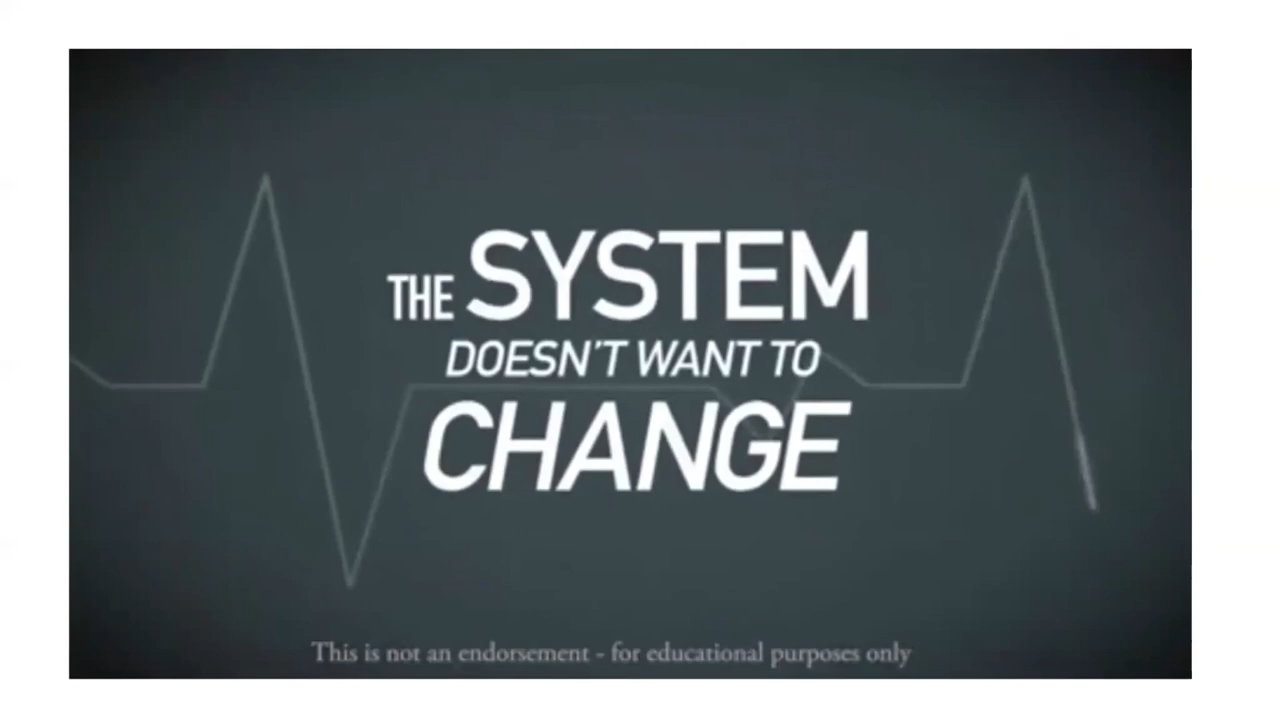 THE SYSTEM
DOESN'T WANT TO
CHANGE
This is not an endorsement - for educational purposes only